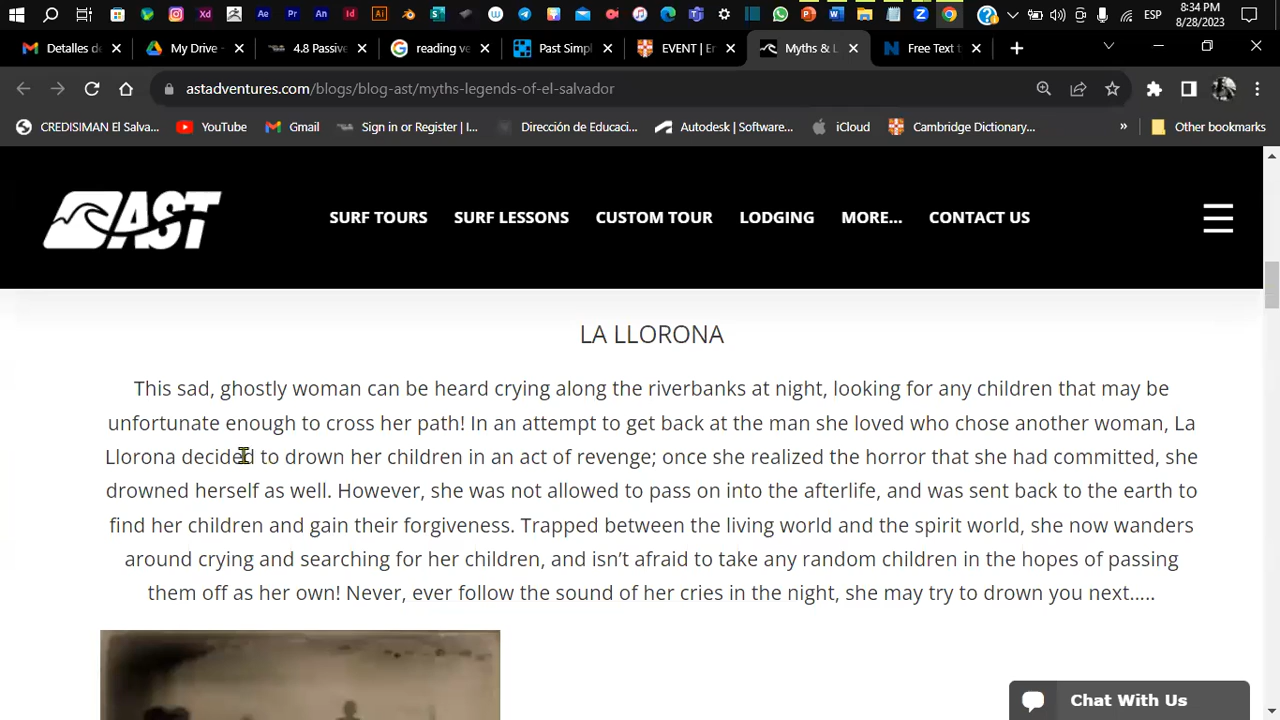 Ai
Ae
Pr
An
Id
Xd
ESP
8:34 PM
8/28/2023
Detalles de
My Drive -
4.8 Passive
reading ve
Past Simpl
EVENT | En
Myths & L
Free Text t
astadventures.com/blogs/blog-ast/myths-legends-of-el-salvador
CREDISIMAN El Salva...
YouTube
Gmail
Sign in or Register | I...
Dirección de Educaci...
Autodesk | Software...
iCloud
Cambridge Dictionary...
»
Other bookmarks
AST
SURF TOURS
SURF LESSONS
CUSTOM TOUR
LODGING
MORE...
CONTACT US
LA LLORONA
This sad, ghostly woman can be heard crying along the riverbanks at night, looking for any children that may be
unfortunate enough to cross her path! In an attempt to get back at the man she loved who chose another woman, La
Llorona decided to drown her children in an act of revenge; once she realized the horror that she had committed, she
drowned herself as well. However, she was not allowed to pass on into the afterlife, and was sent back to the earth to
find her children and gain their forgiveness. Trapped between the living world and the spirit world, she now wanders
around crying and searching for her children, and isn’t afraid to take any random children in the hopes of passing
them off as her own! Never, ever follow the sound of her cries in the night, she may try to drown you next…..
Chat With Us